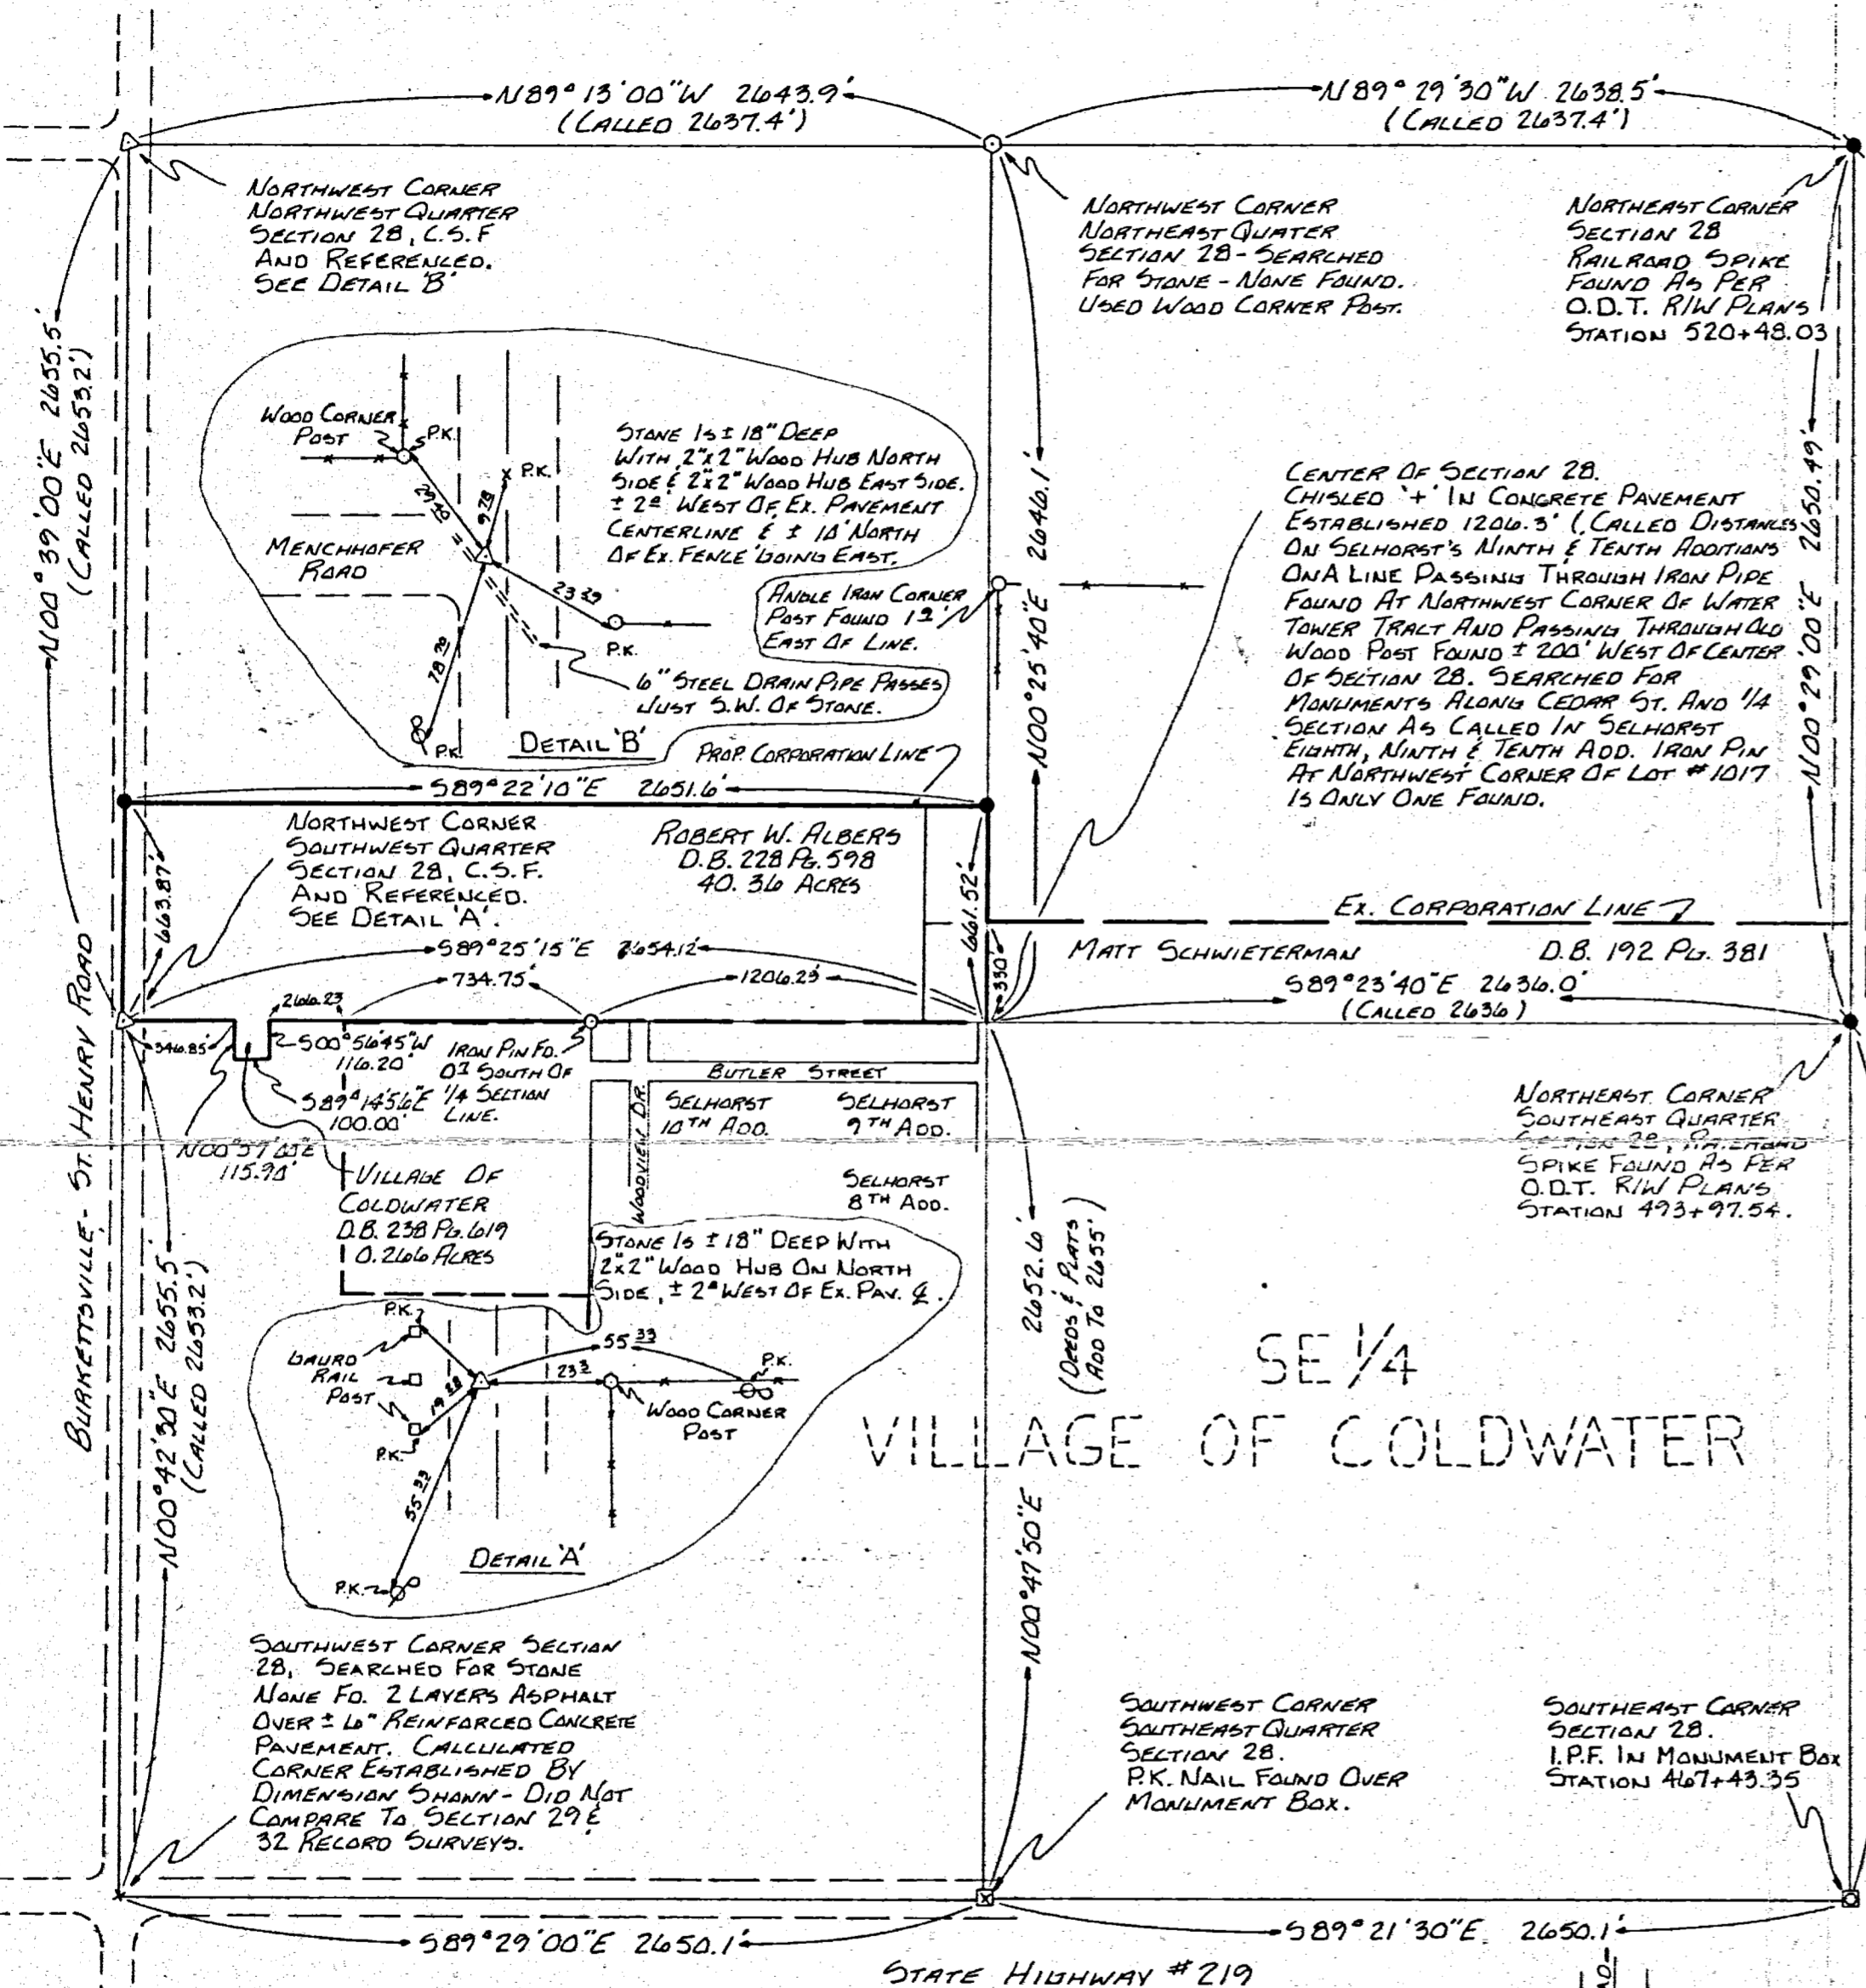 N89°13'00"W 2643.9'
(CALLED 2637.4')
N89°29'30"W 2638.5'
(CALLED 2637.4')
NORTHWEST CORNER
NORTHWEST QUARTER
SECTION 28, C.S.F
AND REFERENCED.
SEE DETAIL 'B'
NORTHWEST CORNER
NORTHEAST QUATER
SECTION 28 - SEARCHED
FOR STONE - NONE FOUND.
USED WOOD CORNER POST.
NORTHEAST CORNER
SECTION 28
RAILROAD SPIKE
FOUND AS PER
O.D.T. R/W PLANS
STATION 520+48.03
N00°39'00"E 2655.5'
(CALLED 2653.2')
WOOD CORNER
POST
P.K.
P.K.
MENCHHOFER
ROAD
23 29
P.K.
P.K.
DETAIL 'B'
STONE IS ± 18" DEEP
WITH 2"x2" WOOD HUB NORTH
SIDE & 2"x2" WOOD HUB EAST SIDE.
± 2' WEST OF EX. PAVEMENT
CENTERLINE & ± 10' NORTH
OF EX. FENCE GOING EAST.
ANGLE IRON CORNER
POST FOUND
EAST OF LINE.
6" STEEL DRAIN PIPE PASSES
JUST S.W. OF STONE.
N00°25'40"E 2646.1'
CENTER OF SECTION 28.
CHISLED '+' IN CONCRETE PAVEMENT
ESTABLISHED 1206.3' (CALLED DISTANCES
ON SELHORST'S NINTH & TENTH ADDITIONS
ON A LINE PASSING THROUGH IRON PIPE
FOUND AT NORTHWEST CORNER OF WATER
TOWER TRACT AND PASSING THROUGH OLD
WOOD POST FOUND ± 200' WEST OF CENTER
OF SECTION 28. SEARCHED FOR
MONUMENTS ALONG CEDAR ST. AND 1/4
SECTION AS CALLED IN SELHORST
EIGHTH, NINTH & TENTH ADD. IRON PIN
AT NORTHWEST CORNER OF LOT #1017
IS ONLY ONE FOUND.
N00°29'00"E 2650.49'
PROP. CORPORATION LINE
S89°22'10"E 2651.6'
NORTHWEST CORNER
SOUTHWEST QUARTER
SECTION 28, C.S.F.
AND REFERENCED.
SEE DETAIL 'A'.
ROBERT W. ALBERS
D.B. 228 PG. 598
40.36 ACRES
663.87'
661.52'
330'
EX. CORPORATION LINE
MATT SCHWIETERMAN D.B. 192 PG. 381
S89°23'40"E 2636.0'
(CALLED 2636)
S89°25'15"E 2654.12'
734.75'
1206.23'
266.23
346.85'
S00°56'45"W
116.20'
S89°14'56"E
100.00'
N00°57'03"E
115.90'
IRON PIN FD.
SOUTH OF
1/4 SECTION
LINE.
BUTLER STREET
WOODVIEW DR.
SELHORST
10TH ADD.
SELHORST
9TH ADD.
SELHORST
8TH ADD.
NORTHEAST CORNER
SOUTHEAST QUARTER
SECTION 28, RAILROAD
SPIKE FOUND AS PER
O.D.T. R/W PLANS
STATION 493+97.54.
VILLAGE OF
COLDWATER
D.B. 238 PG. 619
0.266 ACRES
BURKETTSVILLE - ST. HENRY ROAD
N00°42'30"E 2655.5'
(CALLED 2653.2')
STONE IS ± 18" DEEP WITH
2"x2" WOOD HUB ON NORTH
SIDE, ± 2' WEST OF EX. PAV. ℄.
P.K.
GAURD
RAIL
POST
P.K.
55 33
23 3
P.K.
WOOD CORNER
POST
P.K.
DETAIL 'A'
N00°47'50"E 2652.6'
(DEEDS & PLATS
ADD TO 2655')
SE 1/4
VILLAGE OF COLDWATER
SOUTHWEST CORNER SECTION
28, SEARCHED FOR STONE
NONE FD. 2 LAYERS ASPHALT
OVER ± 6" REINFORCED CONCRETE
PAVEMENT. CALCULATED
CORNER ESTABLISHED BY
DIMENSION SHOWN - DID NOT
COMPARE TO SECTION 29 &
32 RECORD SURVEYS.
SOUTHWEST CORNER
SOUTHEAST QUARTER
SECTION 28.
P.K. NAIL FOUND OVER
MONUMENT BOX.
SOUTHEAST CORNER
SECTION 28.
I.P.F. IN MONUMENT BOX
STATION 467+43.35
S89°29'00"E 2650.1'
S89°21'30"E 2650.1'
STATE HIGHWAY #219